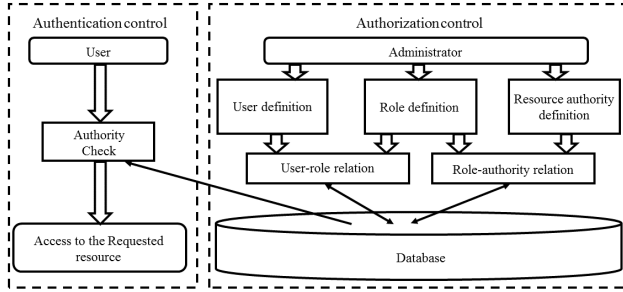 Authentication control
User
Authority
Check
Access to the Requested
resource
Authorization control
Administrator
User definition
Role definition
Resource authority
definition
User-role relation
Role-authority relation
Database